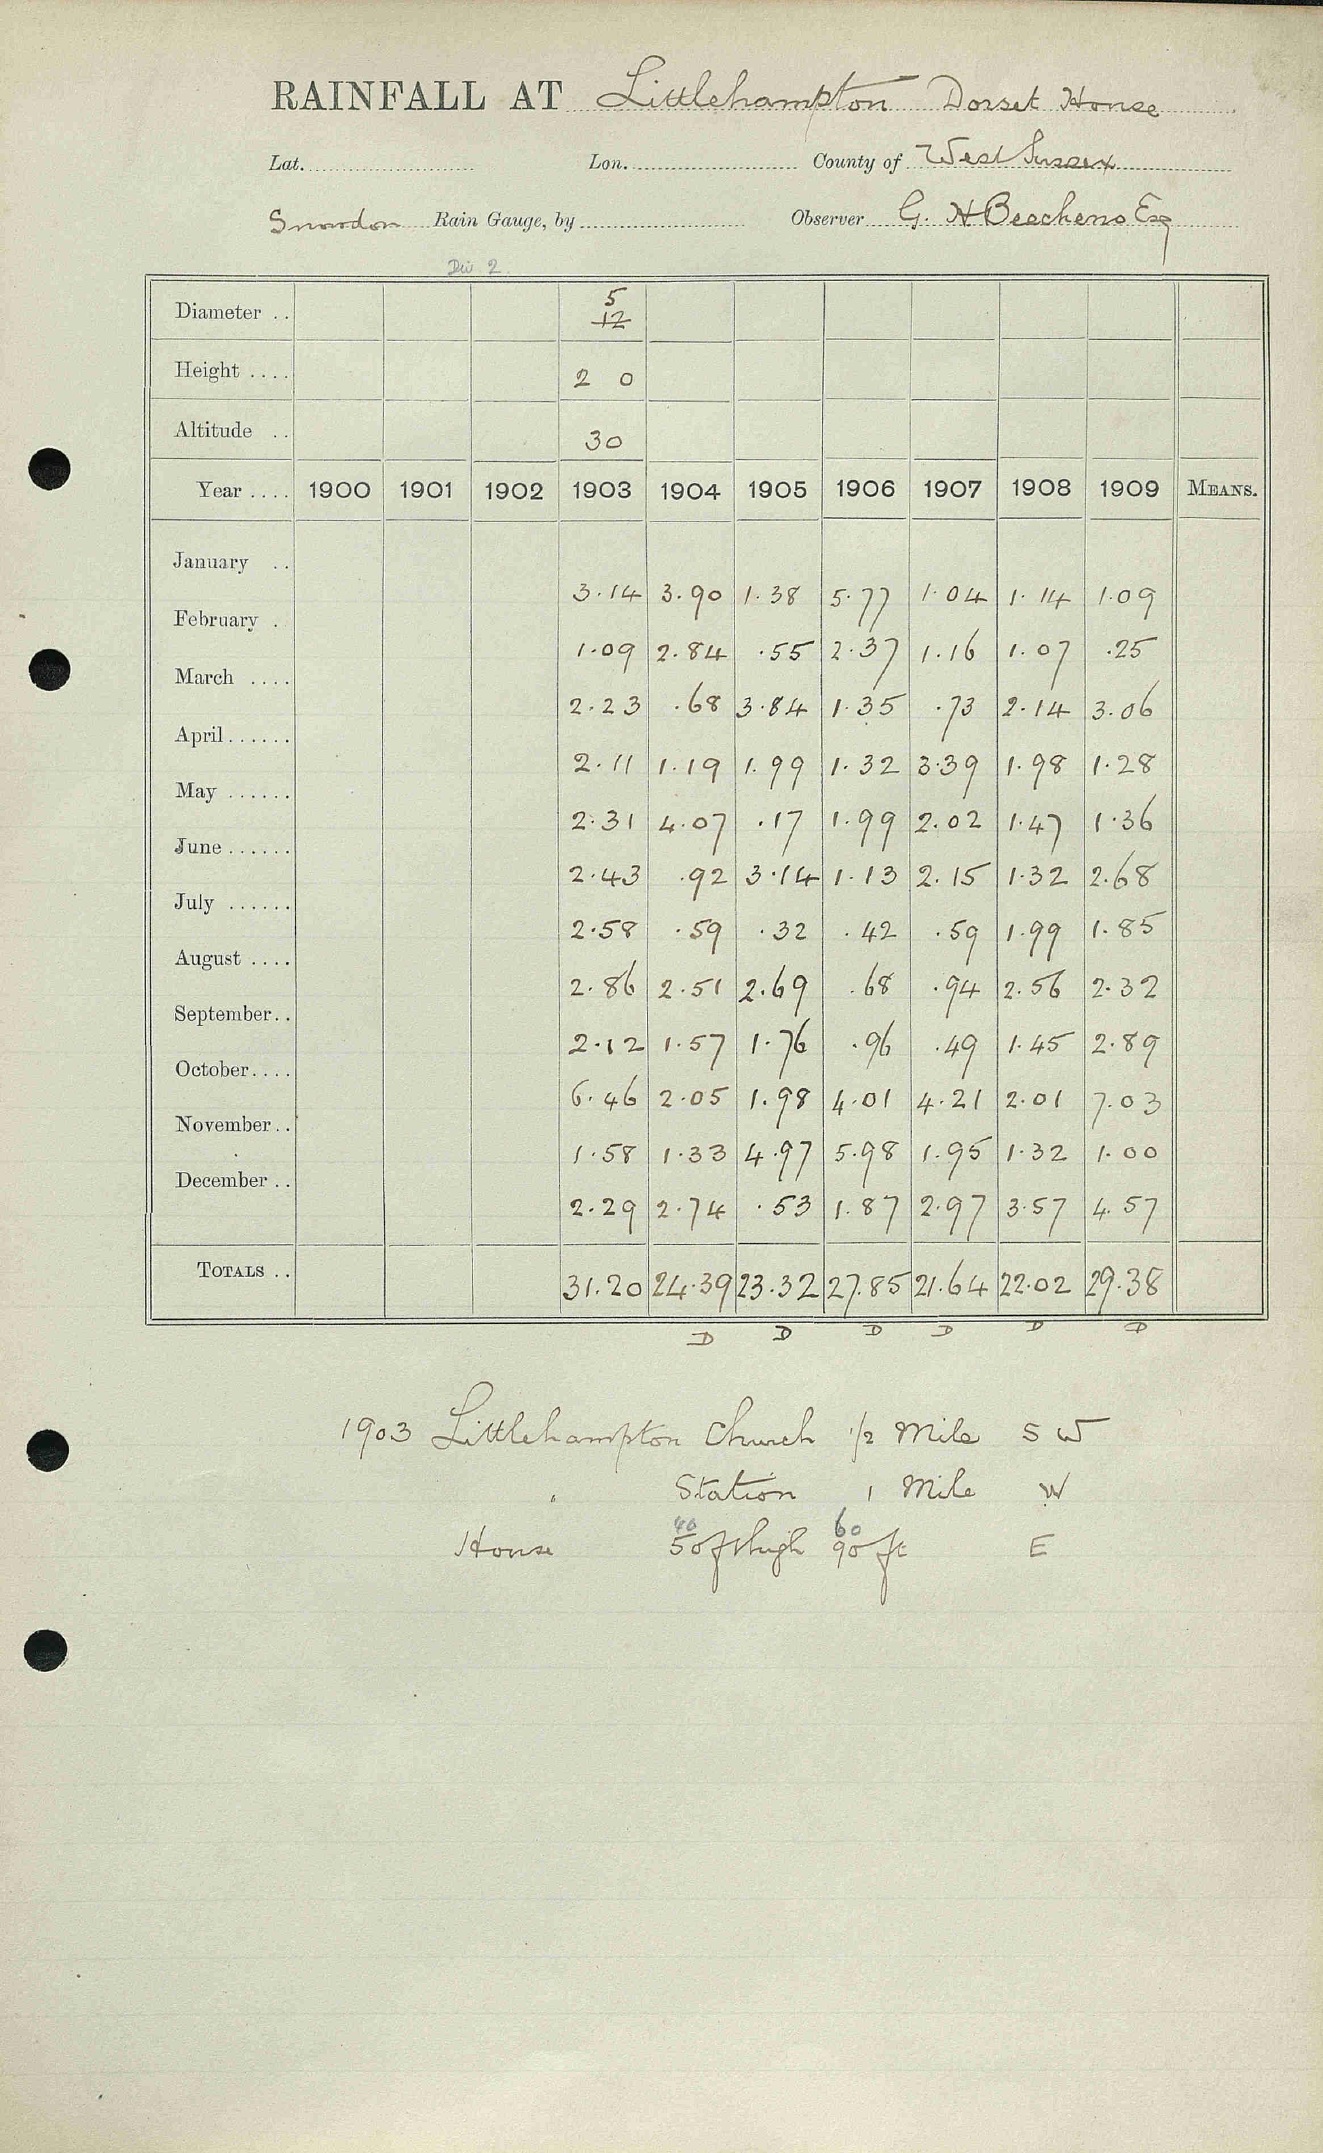 RAINFALL AT Littlehampton Dorset House
Lat. Lon. County of West Sussex
Snowdon Rain Gauge, by Observer G. H Beechens Esq
Div 2
Diameter .. 5
12
Height .... 2 0
Altitude .. 30
Year .... 1900 1901 1902 1903 1904 1905 1906 1907 1908 1909 MEANS.
January .. 3.14 3.90 1.38 5.77 1.04 1.14 1.09
February . 1.09 2.84 .55 2.37 1.16 1.07 .25
March .... 2.23 .68 3.84 1.35 .73 2.14 3.06
April ...... 2.11 1.19 1.99 1.32 3.39 1.98 1.28
May ...... 2.31 4.07 .17 1.99 2.02 1.47 1.36
June ...... 2.43 .92 3.14 1.13 2.15 1.32 2.68
July ...... 2.58 .59 .32 .42 .59 1.99 1.85
August .... 2.86 2.51 2.69 .68 .94 2.56 2.32
September .. 2.12 1.57 1.76 .96 .49 1.45 2.89
October .... 6.46 2.05 1.98 4.01 4.21 2.01 7.03
November .. 1.58 1.33 4.97 5.98 1.95 1.32 1.00
December .. 2.29 2.74 .53 1.87 2.97 3.57 4.57
TOTALS .. 31.20 24.39 23.32 27.85 21.64 22.02 29.38
D D D D D D
1903 Littlehampton Church 1/2 Mile S W
" Station 1 Mile W
40 60
House 50 ft high 90 ft E